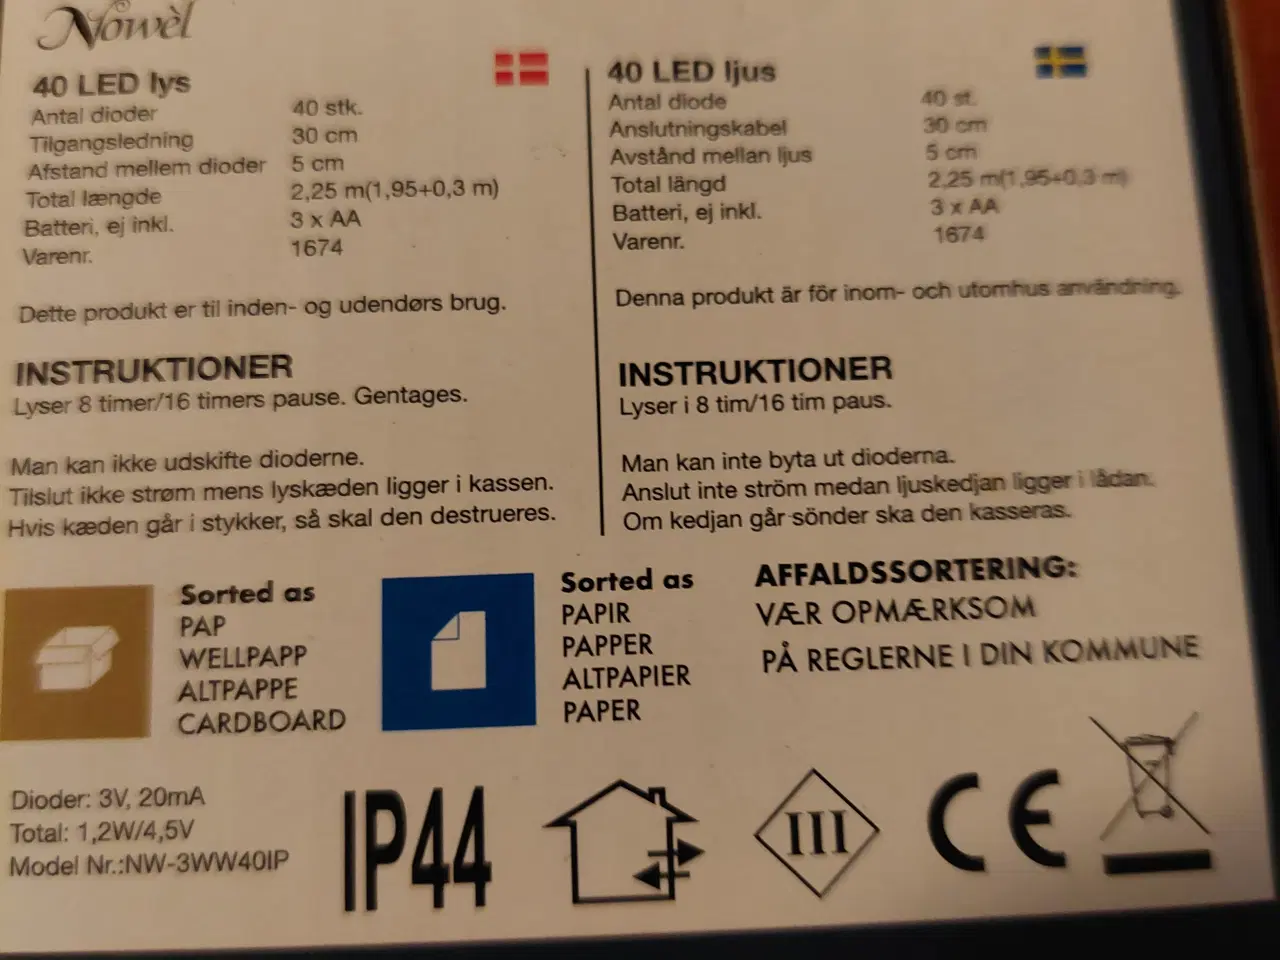 Nowèl
40 LED lys
Antal dioder 40 stk.
Tilgangsledning 30 cm
Afstand mellem dioder 5 cm
Total længde 2,25 m(1,95+0,3 m)
Batteri, ej inkl. 3 x AA
Varenr. 1674
Dette produkt er til inden- og udendørs brug.
INSTRUKTIONER
Lyser 8 timer/16 timers pause. Gentages.
Man kan ikke udskifte dioderne.
Tilslut ikke strøm mens lyskæden ligger i kassen.
Hvis kæden går i stykker, så skal den destrueres.
40 LED ljus
Antal diode 40 st.
Anslutningskabel 30 cm
Avstånd mellan ljus 5 cm
Total längd 2,25 m(1,95+0,3 m)
Batteri, ej inkl. 3 x AA
Varenr. 1674
Denna produkt är för inom- och utomhus användning.
INSTRUKTIONER
Lyser i 8 tim/16 tim paus.
Man kan inte byta ut dioderna.
Anslut inte ström medan ljuskedjan ligger i lådan.
Om kedjan går sönder ska den kasseras.
Sorted as
PAP
WELLPAPP
ALTPAPPE
CARDBOARD
Sorted as
PAPIR
PAPPER
ALTPAPIER
PAPER
AFFALDSSORTERING:
VÆR OPMÆRKSOM
PÅ REGLERNE I DIN KOMMUNE
Dioder: 3V, 20mA
Total: 1,2W/4,5V
Model Nr.:NW-3WW40IP
IP44
III
CE